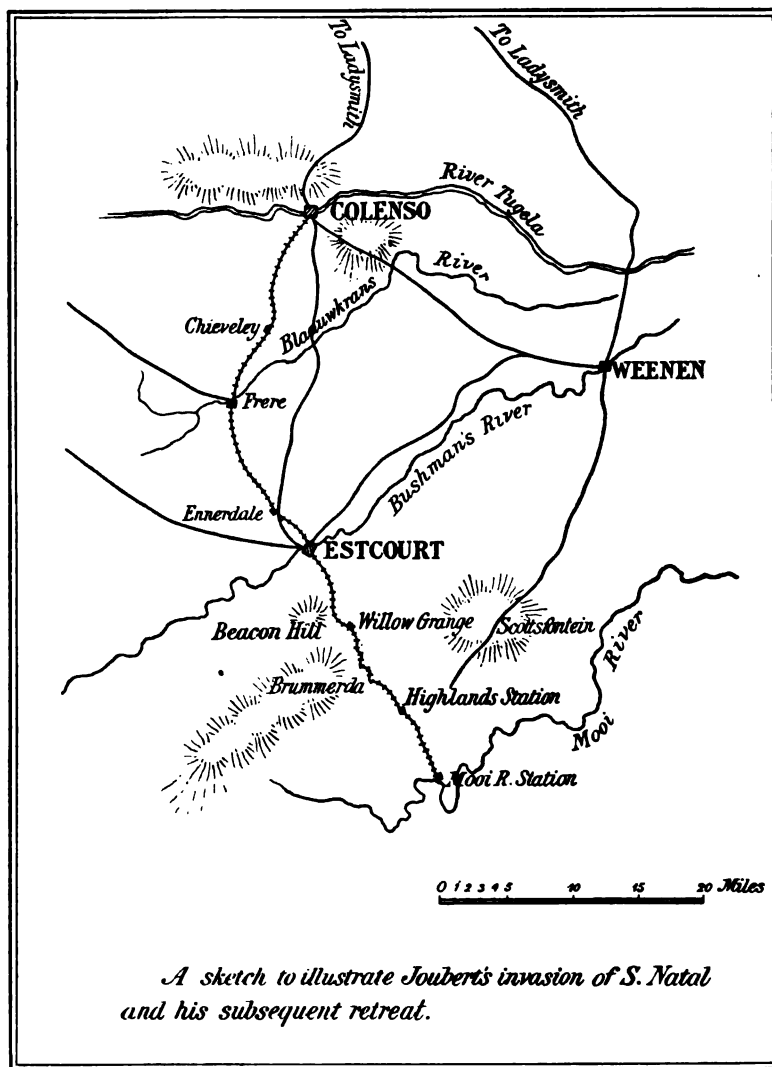 To Ladysmith
To Ladysmith
River Tugela
COLENSO
River
Blaauwkrans
Chieveley
Frere
WEENEN
Bushman's River
Ennerdale
ESTCOURT
Beacon Hill
Willow Grange
Scottsfontein
River
Brummerda
Highlands Station
Mooi
Mooi R. Station
0 1 2 3 4 5 10 15 20 Miles
A sketch to illustrate Joubert's invasion of S. Natal
and his subsequent retreat.